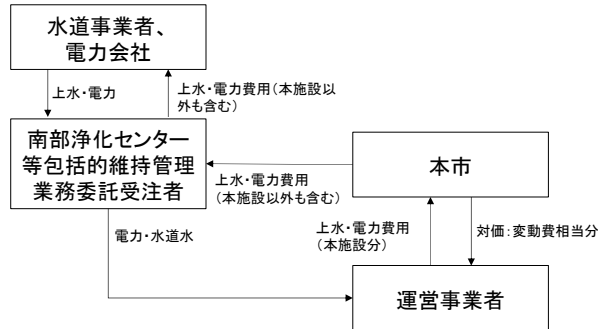 水道事業者、
電力会社
上水・電力
上水・電力費用（本施設以
外も含む）
南部浄化センター
等包括的維持管理
業務委託受注者
本市
上水・電力費用
（本施設以外も含む）
電力・水道水
上水・電力費用
（本施設分）
対価：変動費相当分
運営事業者